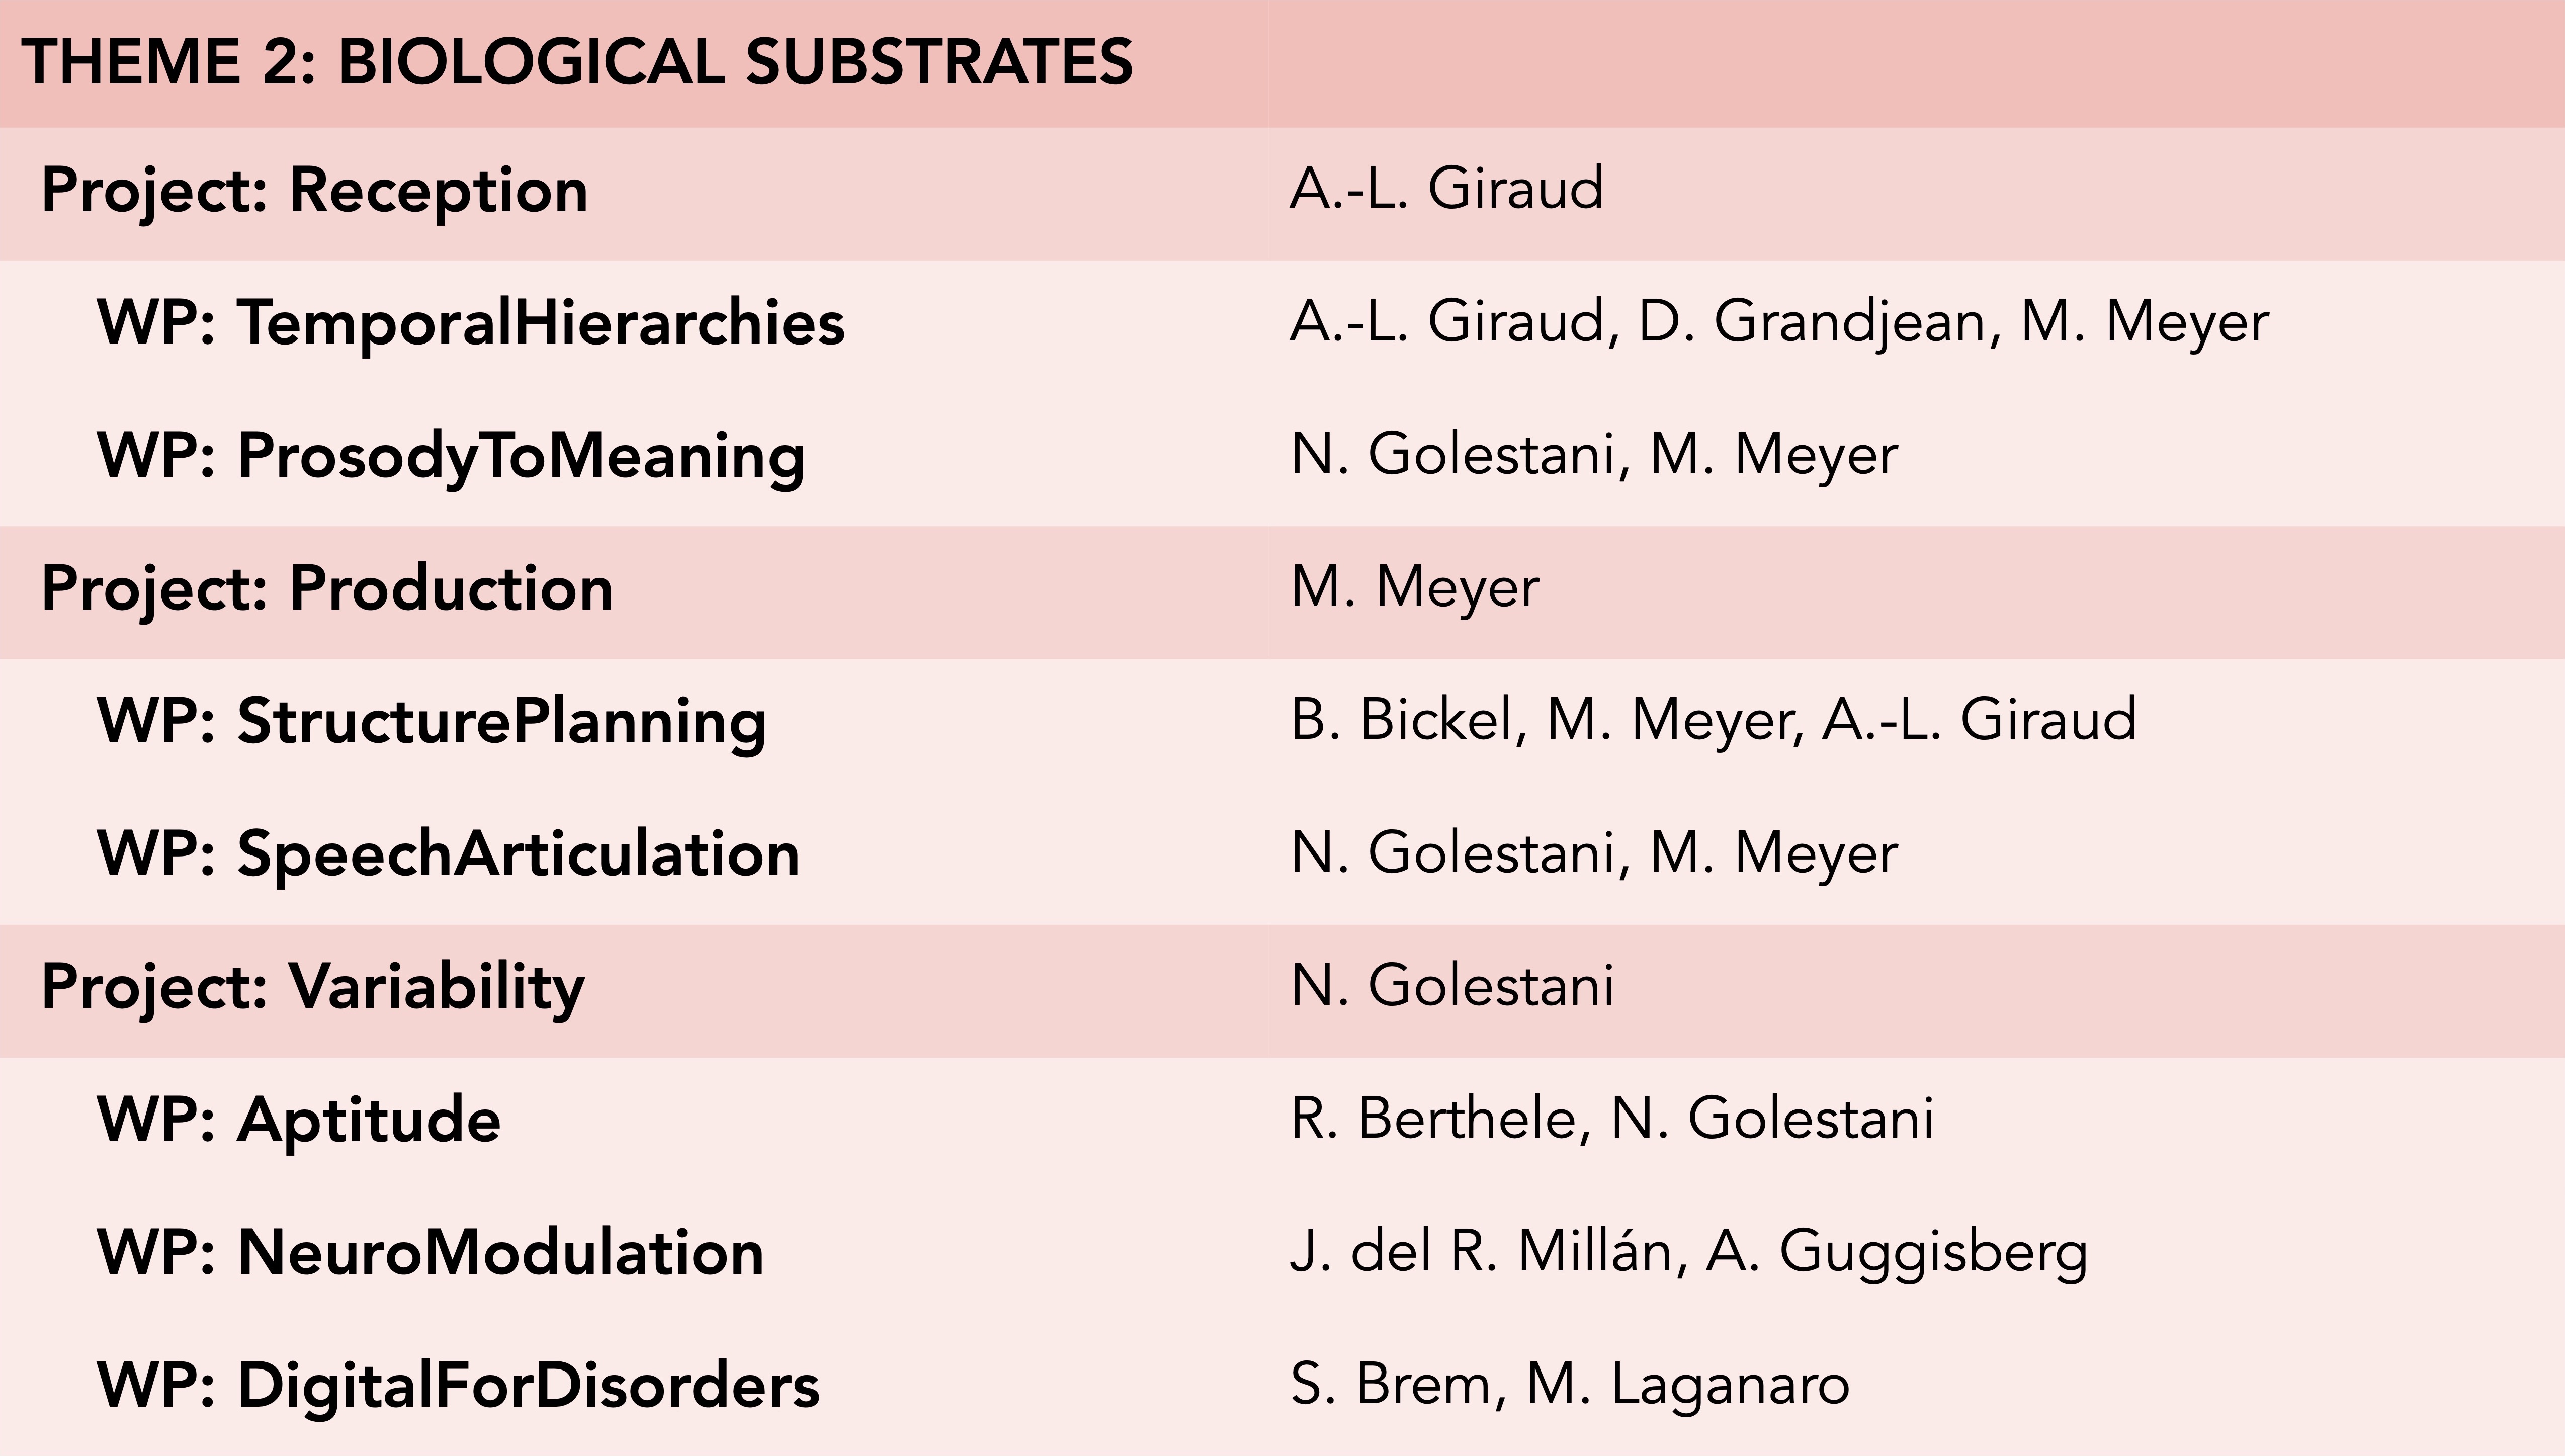 THEME 2: BIOLOGICAL SUBSTRATES
Project: Reception A.-L. Giraud
WP: TemporalHierarchies A.-L. Giraud, D. Grandjean, M. Meyer
WP: ProsodyToMeaning N. Golestani, M. Meyer
Project: Production M. Meyer
WP: StructurePlanning B. Bickel, M. Meyer, A.-L. Giraud
WP: SpeechArticulation N. Golestani, M. Meyer
Project: Variability N. Golestani
WP: Aptitude R. Berthele, N. Golestani
WP: NeuroModulation J. del R. Millán, A. Guggisberg
WP: DigitalForDisorders S. Brem, M. Laganaro